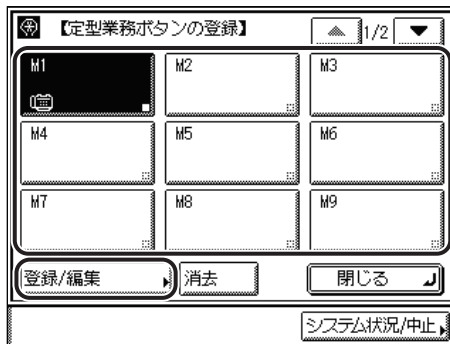 【定型業務ボタンの登録】 1/2
M1 M2 M3
M4 M5 M6
M7 M8 M9
登録/編集 消去 閉じる
システム状況/中止